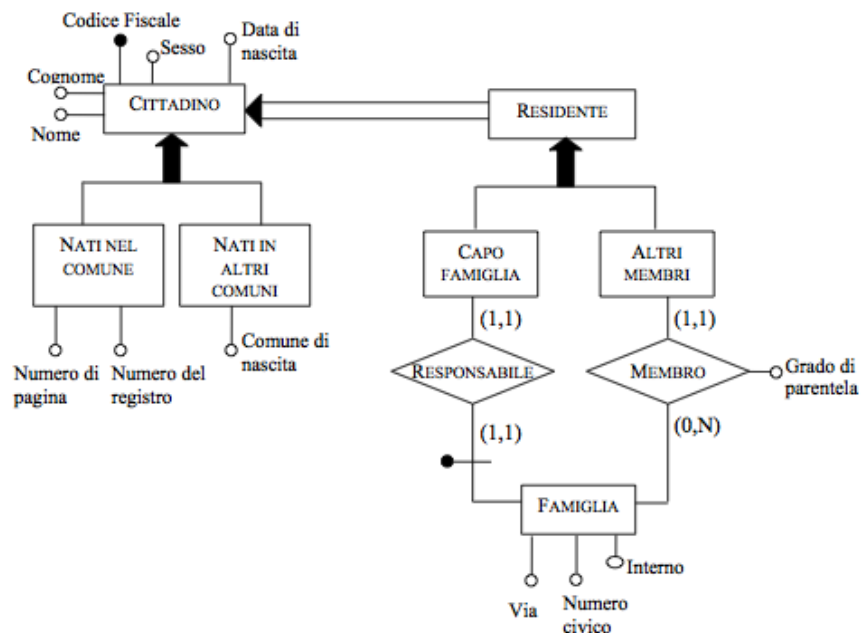 Codice Fiscale
Sesso
Data di
nascita
Cognome
CITTADINO
RESIDENTE
Nome
NATI NEL
COMUNE
NATI IN
ALTRI
COMUNI
CAPO
FAMIGLIA
ALTRI
MEMBRI
(1,1)
(1,1)
Numero di
pagina
Numero del
registro
Comune di
nascita
RESPONSABILE
MEMBRO
Grado di
parentela
(1,1)
(0,N)
FAMIGLIA
Interno
Via
Numero
civico